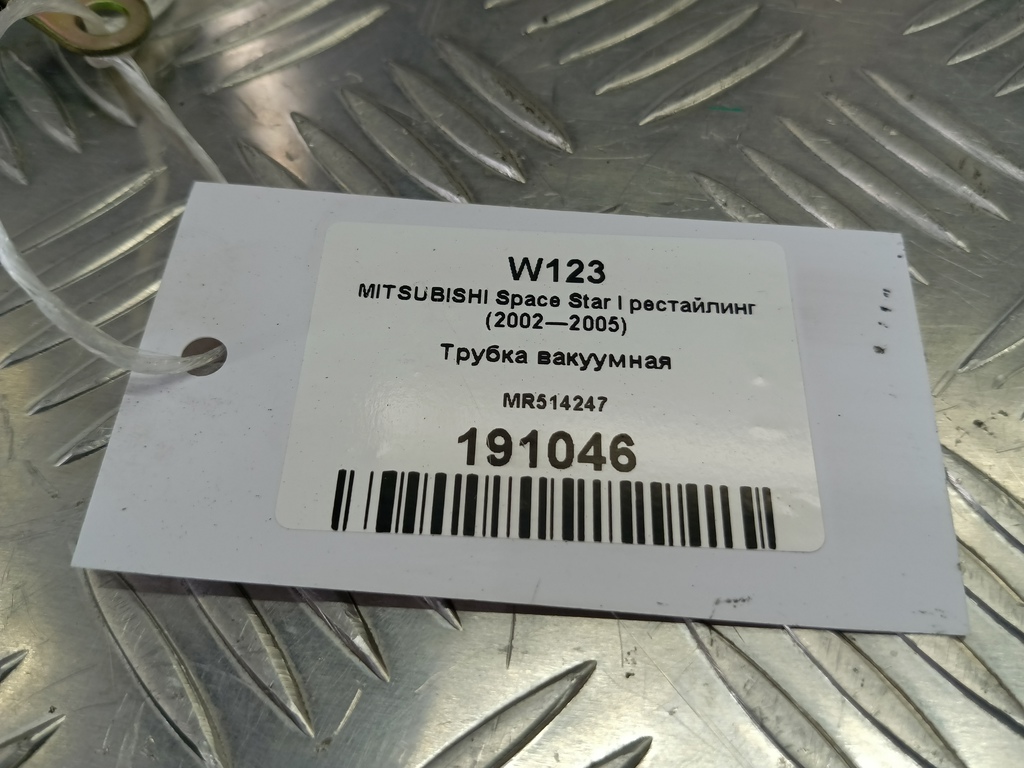 W123
MITSUBISHI Space Star I рестайлинг
(2002—2005)
Трубка вакуумная
MR514247
191046